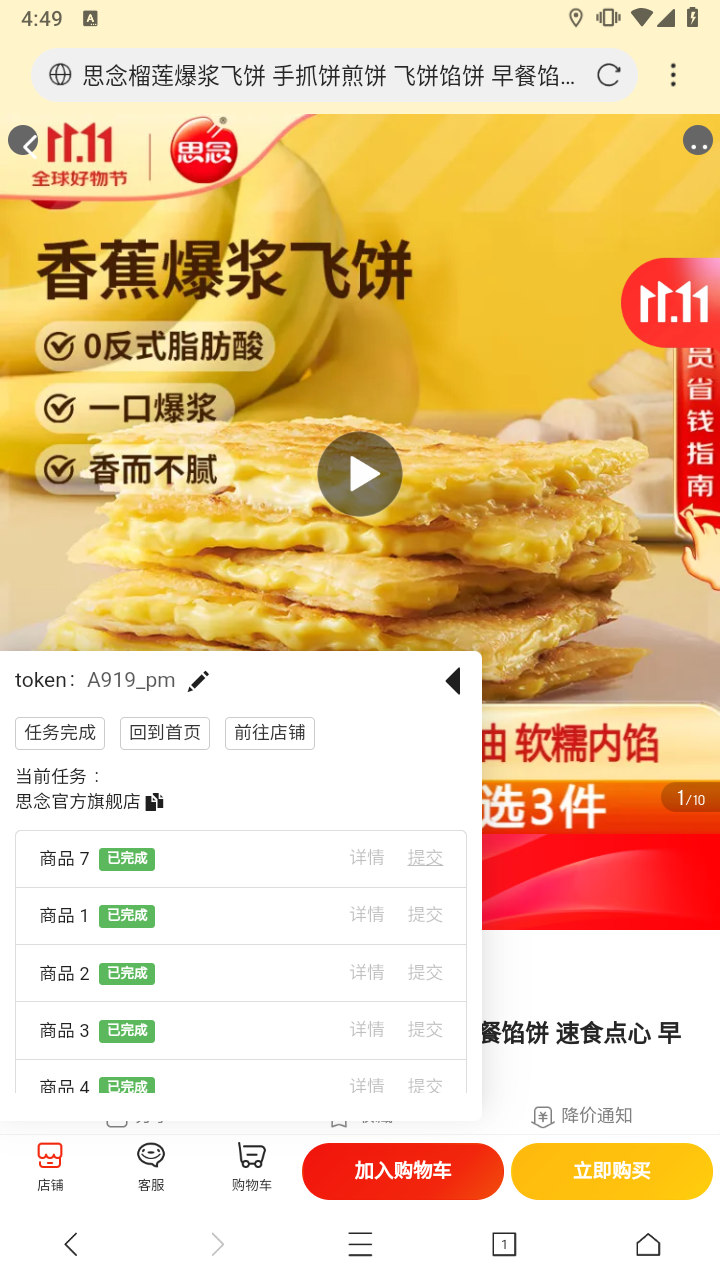 4:49
A
思念榴莲爆浆飞饼 手抓饼煎饼 飞饼馅饼 早餐馅...
11.11
全球好物节
思念®
香蕉爆浆飞饼
0反式脂肪酸
一口爆浆
香而不腻
11.11
员省钱指南
token： A919_pm
任务完成
回到首页
前往店铺
当前任务：
思念官方旗舰店
软糯内馅
选3件
1/10
商品 7 已完成 详情 提交
商品 1 已完成 详情 提交
商品 2 已完成 详情 提交
商品 3 已完成 详情 提交
商品 4 已完成 详情 提交
餐馅饼 速食点心 早
降价通知
店铺
客服
购物车
加入购物车
立即购买
1